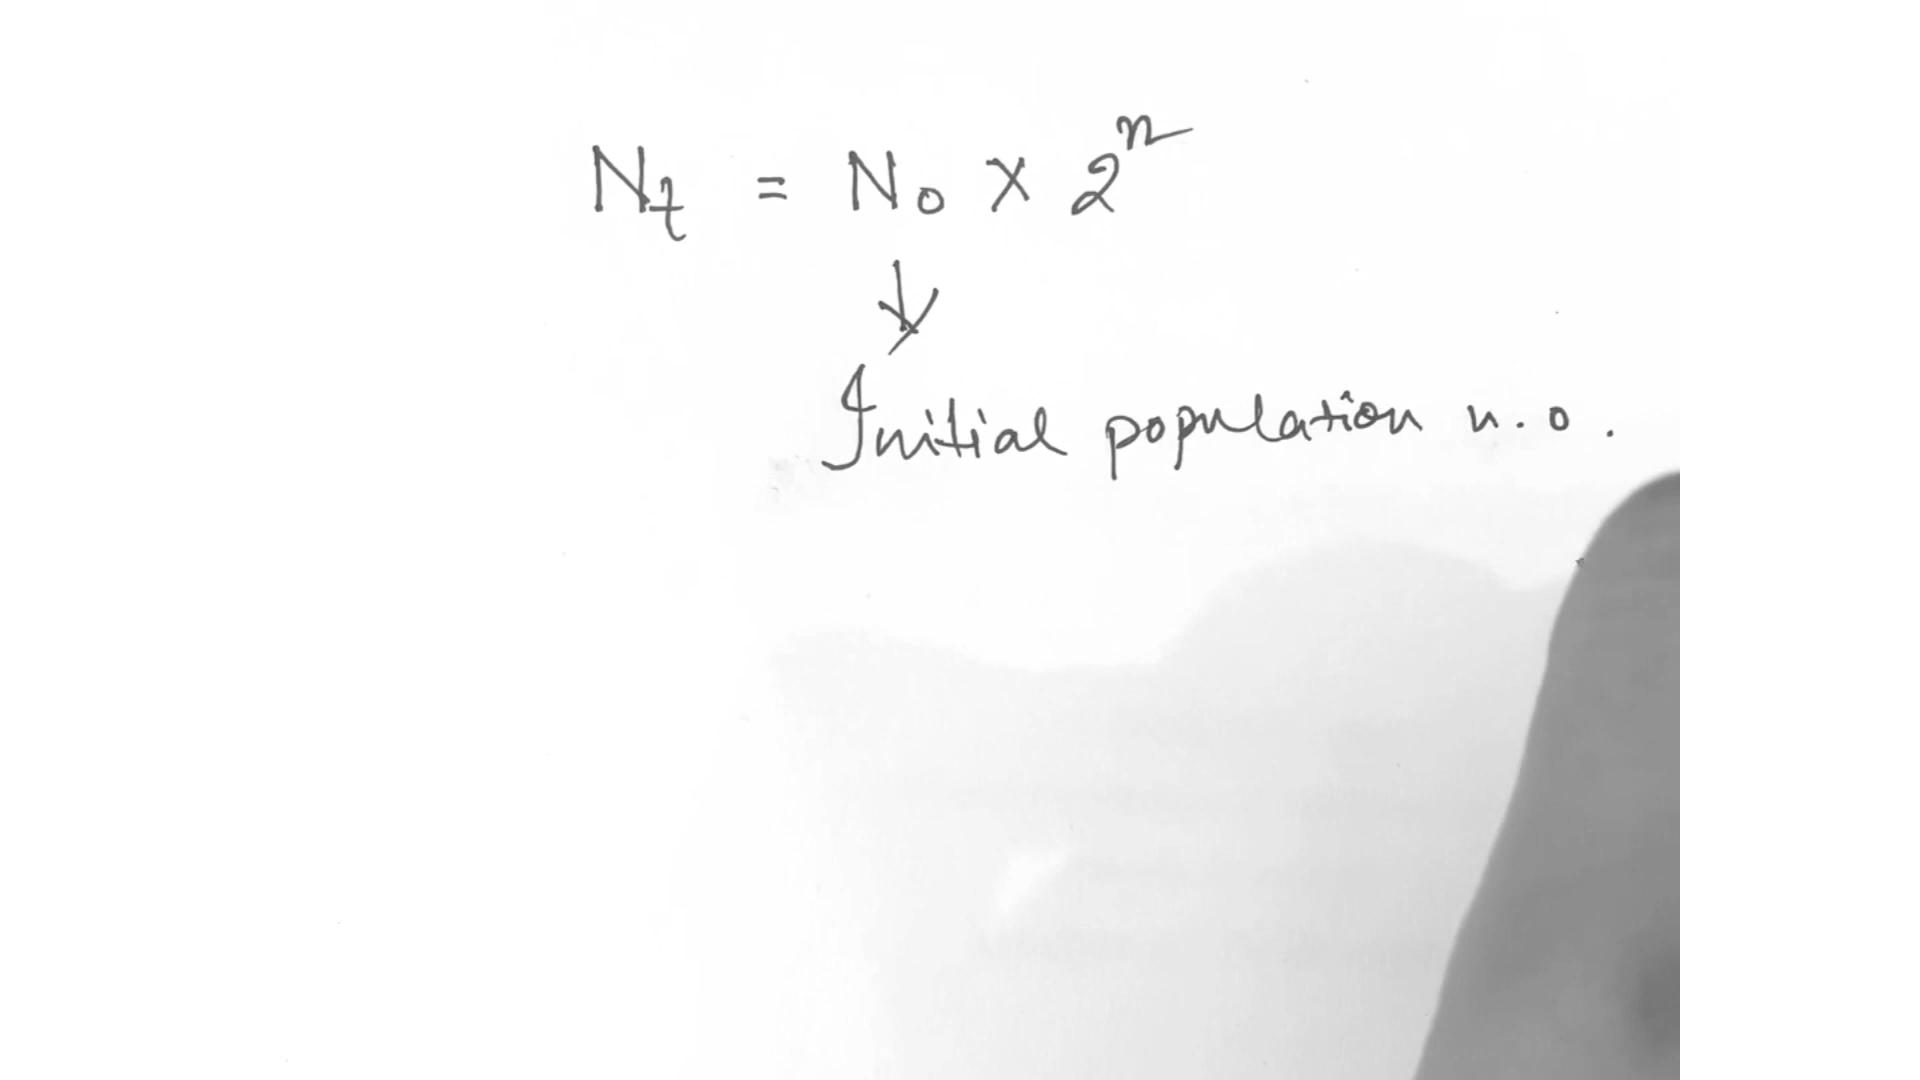 Nt = N0 × 2^n
↓
Initial population n.o.